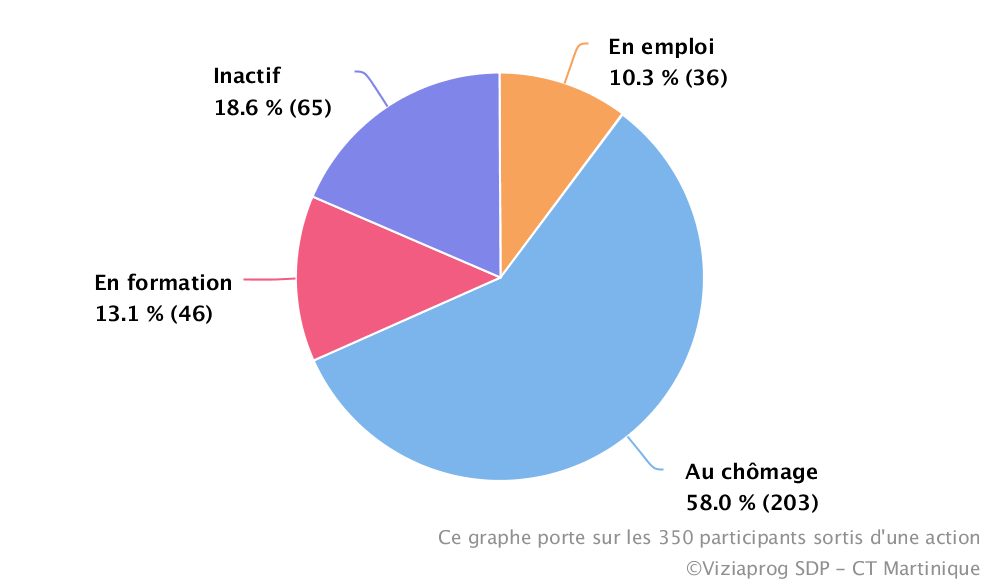 En emploi
10.3 % (36)
Inactif
18.6 % (65)
En formation
13.1 % (46)
Au chômage
58.0 % (203)
Ce graphe porte sur les 350 participants sortis d'une action
©Viziaprog SDP – CT Martinique